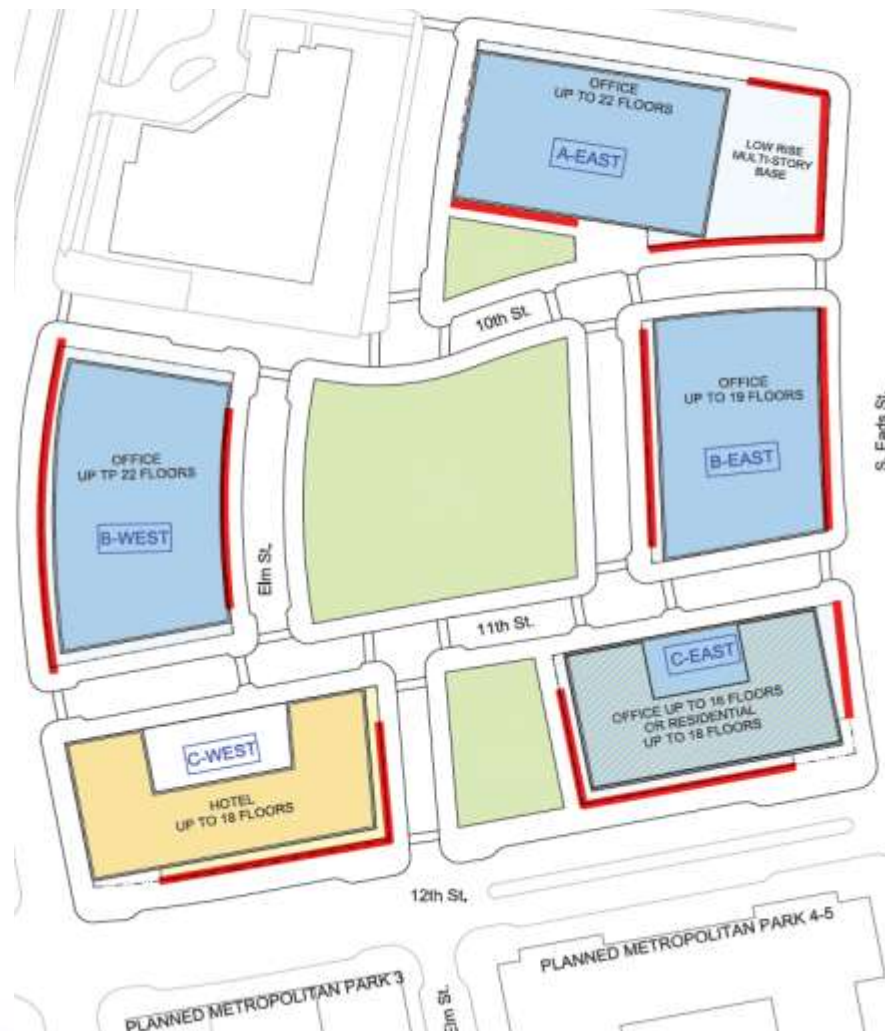 OFFICE
UP TO 22 FLOORS
A-EAST
LOW RISE
MULTI-STORY
BASE
10th St.
OFFICE
UP TO 19 FLOORS
B-EAST
S. Eads St.
OFFICE
UP TP 22 FLOORS
B-WEST
Elm St.
11th St.
C-EAST
OFFICE UP TO 16 FLOORS
OR RESIDENTIAL
UP TO 18 FLOORS
C-WEST
HOTEL
UP TO 18 FLOORS
12th St.
PLANNED METROPOLITAN PARK 4-5
PLANNED METROPOLITAN PARK 3
Elm St.